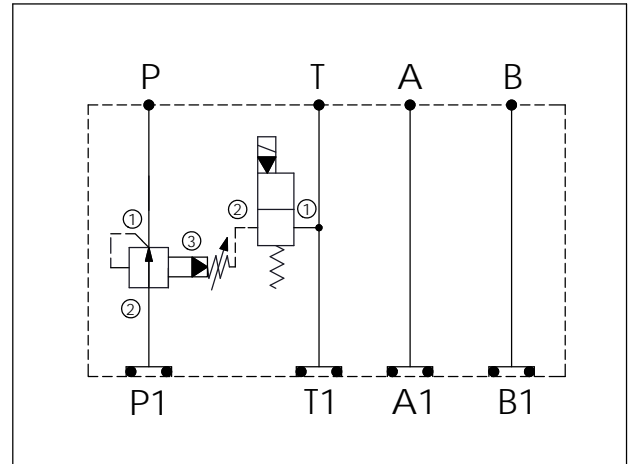 P T A B
② ①
① ③
②
P1 T1 A1 B1